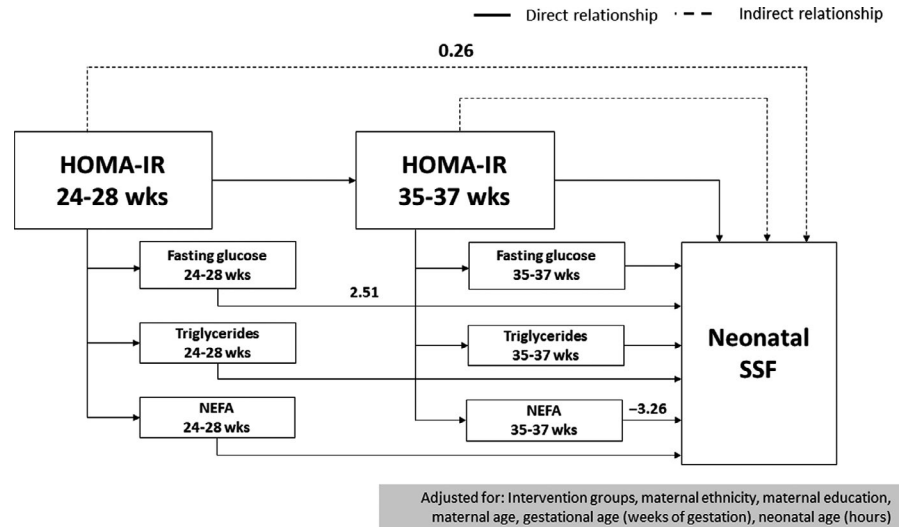 Direct relationship
Indirect relationship
0.26
HOMA-IR
24-28 wks
HOMA-IR
35-37 wks
Fasting glucose
24-28 wks
Fasting glucose
35-37 wks
2.51
Triglycerides
24-28 wks
Triglycerides
35-37 wks
Neonatal
SSF
NEFA
24-28 wks
NEFA
35-37 wks
−3.26
Adjusted for: Intervention groups, maternal ethnicity, maternal education,
maternal age, gestational age (weeks of gestation), neonatal age (hours)